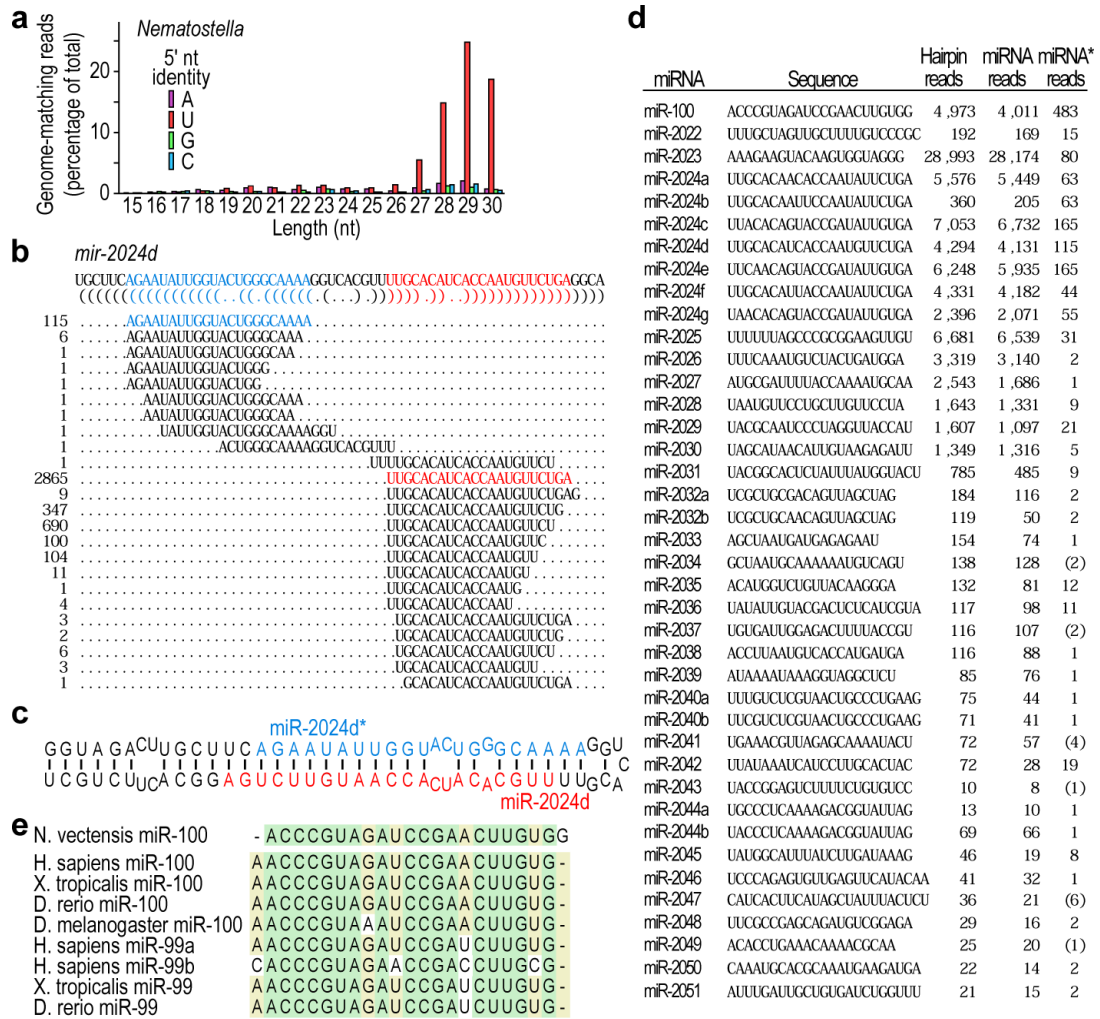 a
Nematostella
5' nt
identity
A
U
G
C
Genome-matching reads
(percentage of total)
20
10
0
15 16 17 18 19 20 21 22 23 24 25 26 27 28 29 30
Length (nt)
b
mir-2024d
UGCUUCAGAAUAUUGGUACUGGGCAAAAGGUCACGUUUUGCACAUCACCAAUGUUCUGAGGCA
115 ......AGAAUAUUGGUACUGGGCAAAA...................................
6 ......AGAAUAUUGGUACUGGGCAAA....................................
1 ......AGAAUAUUGGUACUGGGCAA.....................................
1 ......AGAAUAUUGGUACUGGG........................................
1 ......AGAAUAUUGGUACUGG.........................................
1 ........AAUAUUGGUACUGGGCAAA....................................
1 ........AAUAUUGGUACUGGGCAA.....................................
1 ..........UAUUGGUACUGGGCAAAAGGU................................
1 .................ACUGGGCAAAAGGUCACGUUU.........................
1 ...................................UUUUGCACAUCACCAAUGUUCU......
2865 .....................................UUGCACAUCACCAAUGUUCUGA....
9 .....................................UUGCACAUCACCAAUGUUCUGAG...
347 .....................................UUGCACAUCACCAAUGUUCUG.....
690 .....................................UUGCACAUCACCAAUGUUCU......
100 .....................................UUGCACAUCACCAAUGUUC.......
104 .....................................UUGCACAUCACCAAUGUU........
11 .....................................UUGCACAUCACCAAUGU.........
1 .....................................UUGCACAUCACCAAUG..........
4 .....................................UUGCACAUCACCAAU...........
3 ......................................UGCACAUCACCAAUGUUCUGA....
2 ......................................UGCACAUCACCAAUGUUCUG.....
6 ......................................UGCACAUCACCAAUGUUCU......
3 ......................................UGCACAUCACCAAUGUU........
1 .......................................GCACAUCACCAAUGUUCUGA....
c
miR-2024d*
GGUAGACUUGCUUCAGAAUAUUGGUACUGGGCAAAAGGU
C
UCGUCUUCACGGAGUCUUGUAACCACUACACGUUUUGCA
miR-2024d
e
N. vectensis miR-100 -ACCCGUAGAUCCGAACUUGUGG
H. sapiens miR-100 AACCCGUAGAUCCGAACUUGUG-
X. tropicalis miR-100 AACCCGUAGAUCCGAACUUGUG-
D. rerio miR-100 AACCCGUAGAUCCGAACUUGUG-
D. melanogaster miR-100 AACCCGUAAAUCCGAACUUGUG-
H. sapiens miR-99a AACCCGUAGAUCCGAUCUUGUG-
H. sapiens miR-99b CACCCGUAGAACCGACCUUGCG-
X. tropicalis miR-99 AACCCGUAGAUCCGAUCUUGUG-
D. rerio miR-99 AACCCGUAGAUCCGAUCUUGUG-
d
miRNA Sequence Hairpin reads miRNA reads miRNA* reads
miR-100 ACCCGUAGAUCCGAACUUGUGG 4,973 4,011 483
miR-2022 UUUGCUAGUUGCUUUUGUCCCGC 192 169 15
miR-2023 AAAGAAGUACAAGUGGUAGGG 28,993 28,174 80
miR-2024a UUGCACAACACCAAUAUUCUGA 5,576 5,449 63
miR-2024b UUGCACAAUUCCAAUAUUCUGA 360 205 63
miR-2024c UUACACAGUACCGAUAUUGUGA 7,053 6,732 165
miR-2024d UUGCACAUCACCAAUGUUCUGA 4,294 4,131 115
miR-2024e UUCAACAGUACCGAUAUUGUGA 6,248 5,935 165
miR-2024f UUGCACAUUACCAAUAUUCUGA 4,331 4,182 44
miR-2024g UAACACAGUACCGAUAUUGUGA 2,396 2,071 55
miR-2025 UUUUUUAGCCCGCGGAAGUUGU 6,681 6,539 31
miR-2026 UUUCAAAUGUCUACUGAUGGA 3,319 3,140 2
miR-2027 AUGCGAUUUUACCAAAAUGCAA 2,543 1,686 1
miR-2028 UAAUGUUCCUGCUUGUUCCUA 1,643 1,331 9
miR-2029 UACGCAAUCCCUAGGUUACCAU 1,607 1,097 21
miR-2030 UAGCAUAACAUUGUAAGAGAUU 1,349 1,316 5
miR-2031 UACGGCACUCUAUUUAUGGUACU 785 485 9
miR-2032a UCGCUGCGACAGUUAGCUAG 184 116 2
miR-2032b UCGCUGCAACAGUUAGCUAG 119 50 2
miR-2033 AGCUAAUGAUGAGAGAAU 154 74 1
miR-2034 GCUAAUGCAAAAAAUGUCAGU 138 128 (2)
miR-2035 ACAUGGUCUGUUACAAGGGA 132 81 12
miR-2036 UAUAUUGUACGACUCUCAUCGUA 117 98 11
miR-2037 UGUGAUUGGAGACUUUUACCGU 116 107 (2)
miR-2038 ACCUUAAUGUCACCAUGAUGA 116 88 1
miR-2039 AUAAAAUAAAGGUAGGCUCU 85 76 1
miR-2040a UUUGUCUCGUAACUGCCCUGAAG 75 44 1
miR-2040b UUCGUCUCGUAACUGCCCUGAAG 71 41 1
miR-2041 UGAAACGUUAGAGCAAAAUACU 72 57 (4)
miR-2042 UUAUAAAUCAUCCUUGCACUAC 72 28 19
miR-2043 UACCGGAGUCUUUUCUGUGUCC 10 8 (1)
miR-2044a UGCCCUCAAAAGACGGUAUUAG 13 10 1
miR-2044b UACCCUCAAAAGACGGUAUUAG 69 66 1
miR-2045 UAUGGCAUUUAUCUUGAUAAAG 46 19 8
miR-2046 UCCCAGAGUGUUGAGUUCAUACAA 41 32 1
miR-2047 CAUCACUUCAUAGCUAUUUACUCU 36 21 (6)
miR-2048 UUCGCCGAGCAGAUGUCGGAGA 29 16 2
miR-2049 ACACCUGAAACAAAACGCAA 25 20 (1)
miR-2050 CAAAUGCACGCAAAUGAAGAUGA 22 14 2
miR-2051 AUUUGAUUGCUGUGAUCUGGUUU 21 15 2